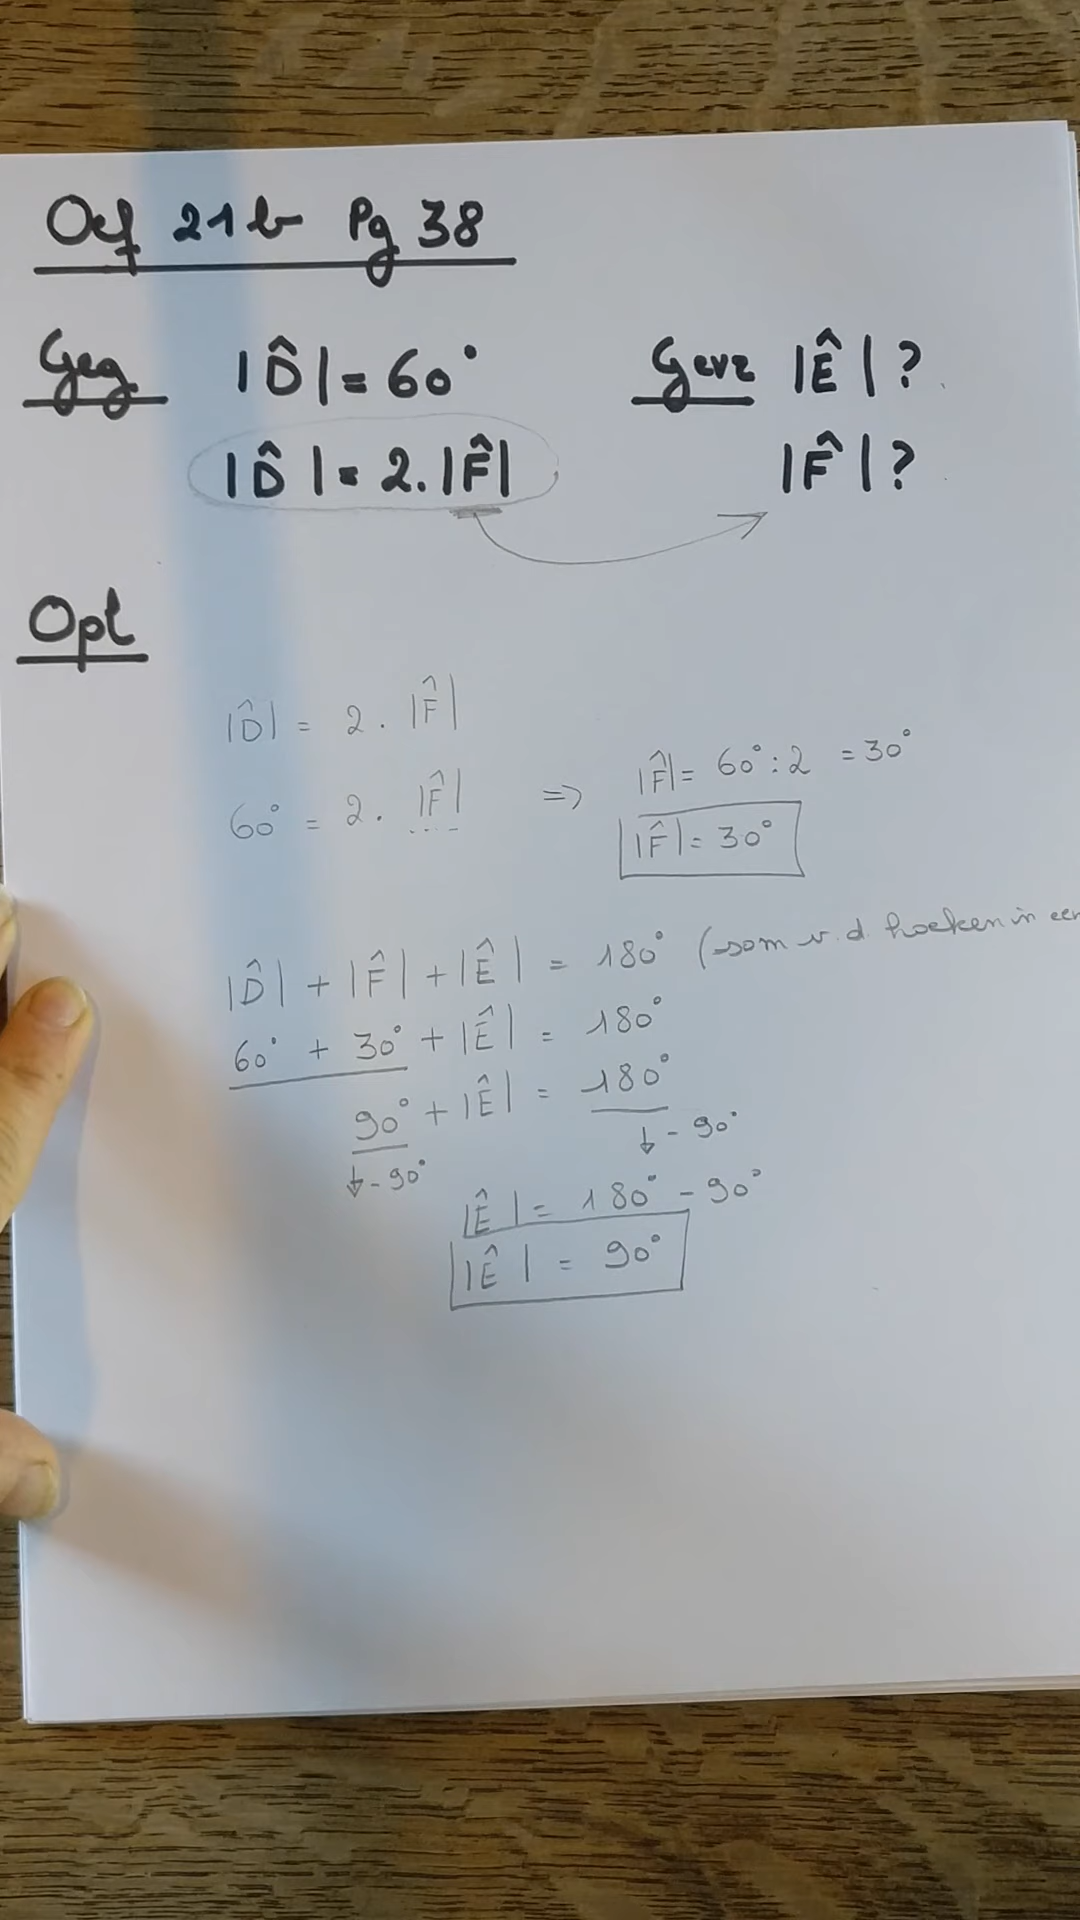 Oef 21b Pg 38
Geg |D̂| = 60° Gevr |Ê| ?
|D̂| = 2.|F̂| |F̂| ?
Opl
|D̂| = 2 . |F̂|
60° = 2 . |F̂| => |F̂| = 60° : 2 = 30°
|F̂| = 30°
|D̂| + |F̂| + |Ê| = 180° (som v.d. hoeken in een
60° + 30° + |Ê| = 180°
90° + |Ê| = 180°
↓ - 90° ↓ - 90°
|Ê| = 180° - 90°
|Ê| = 90°